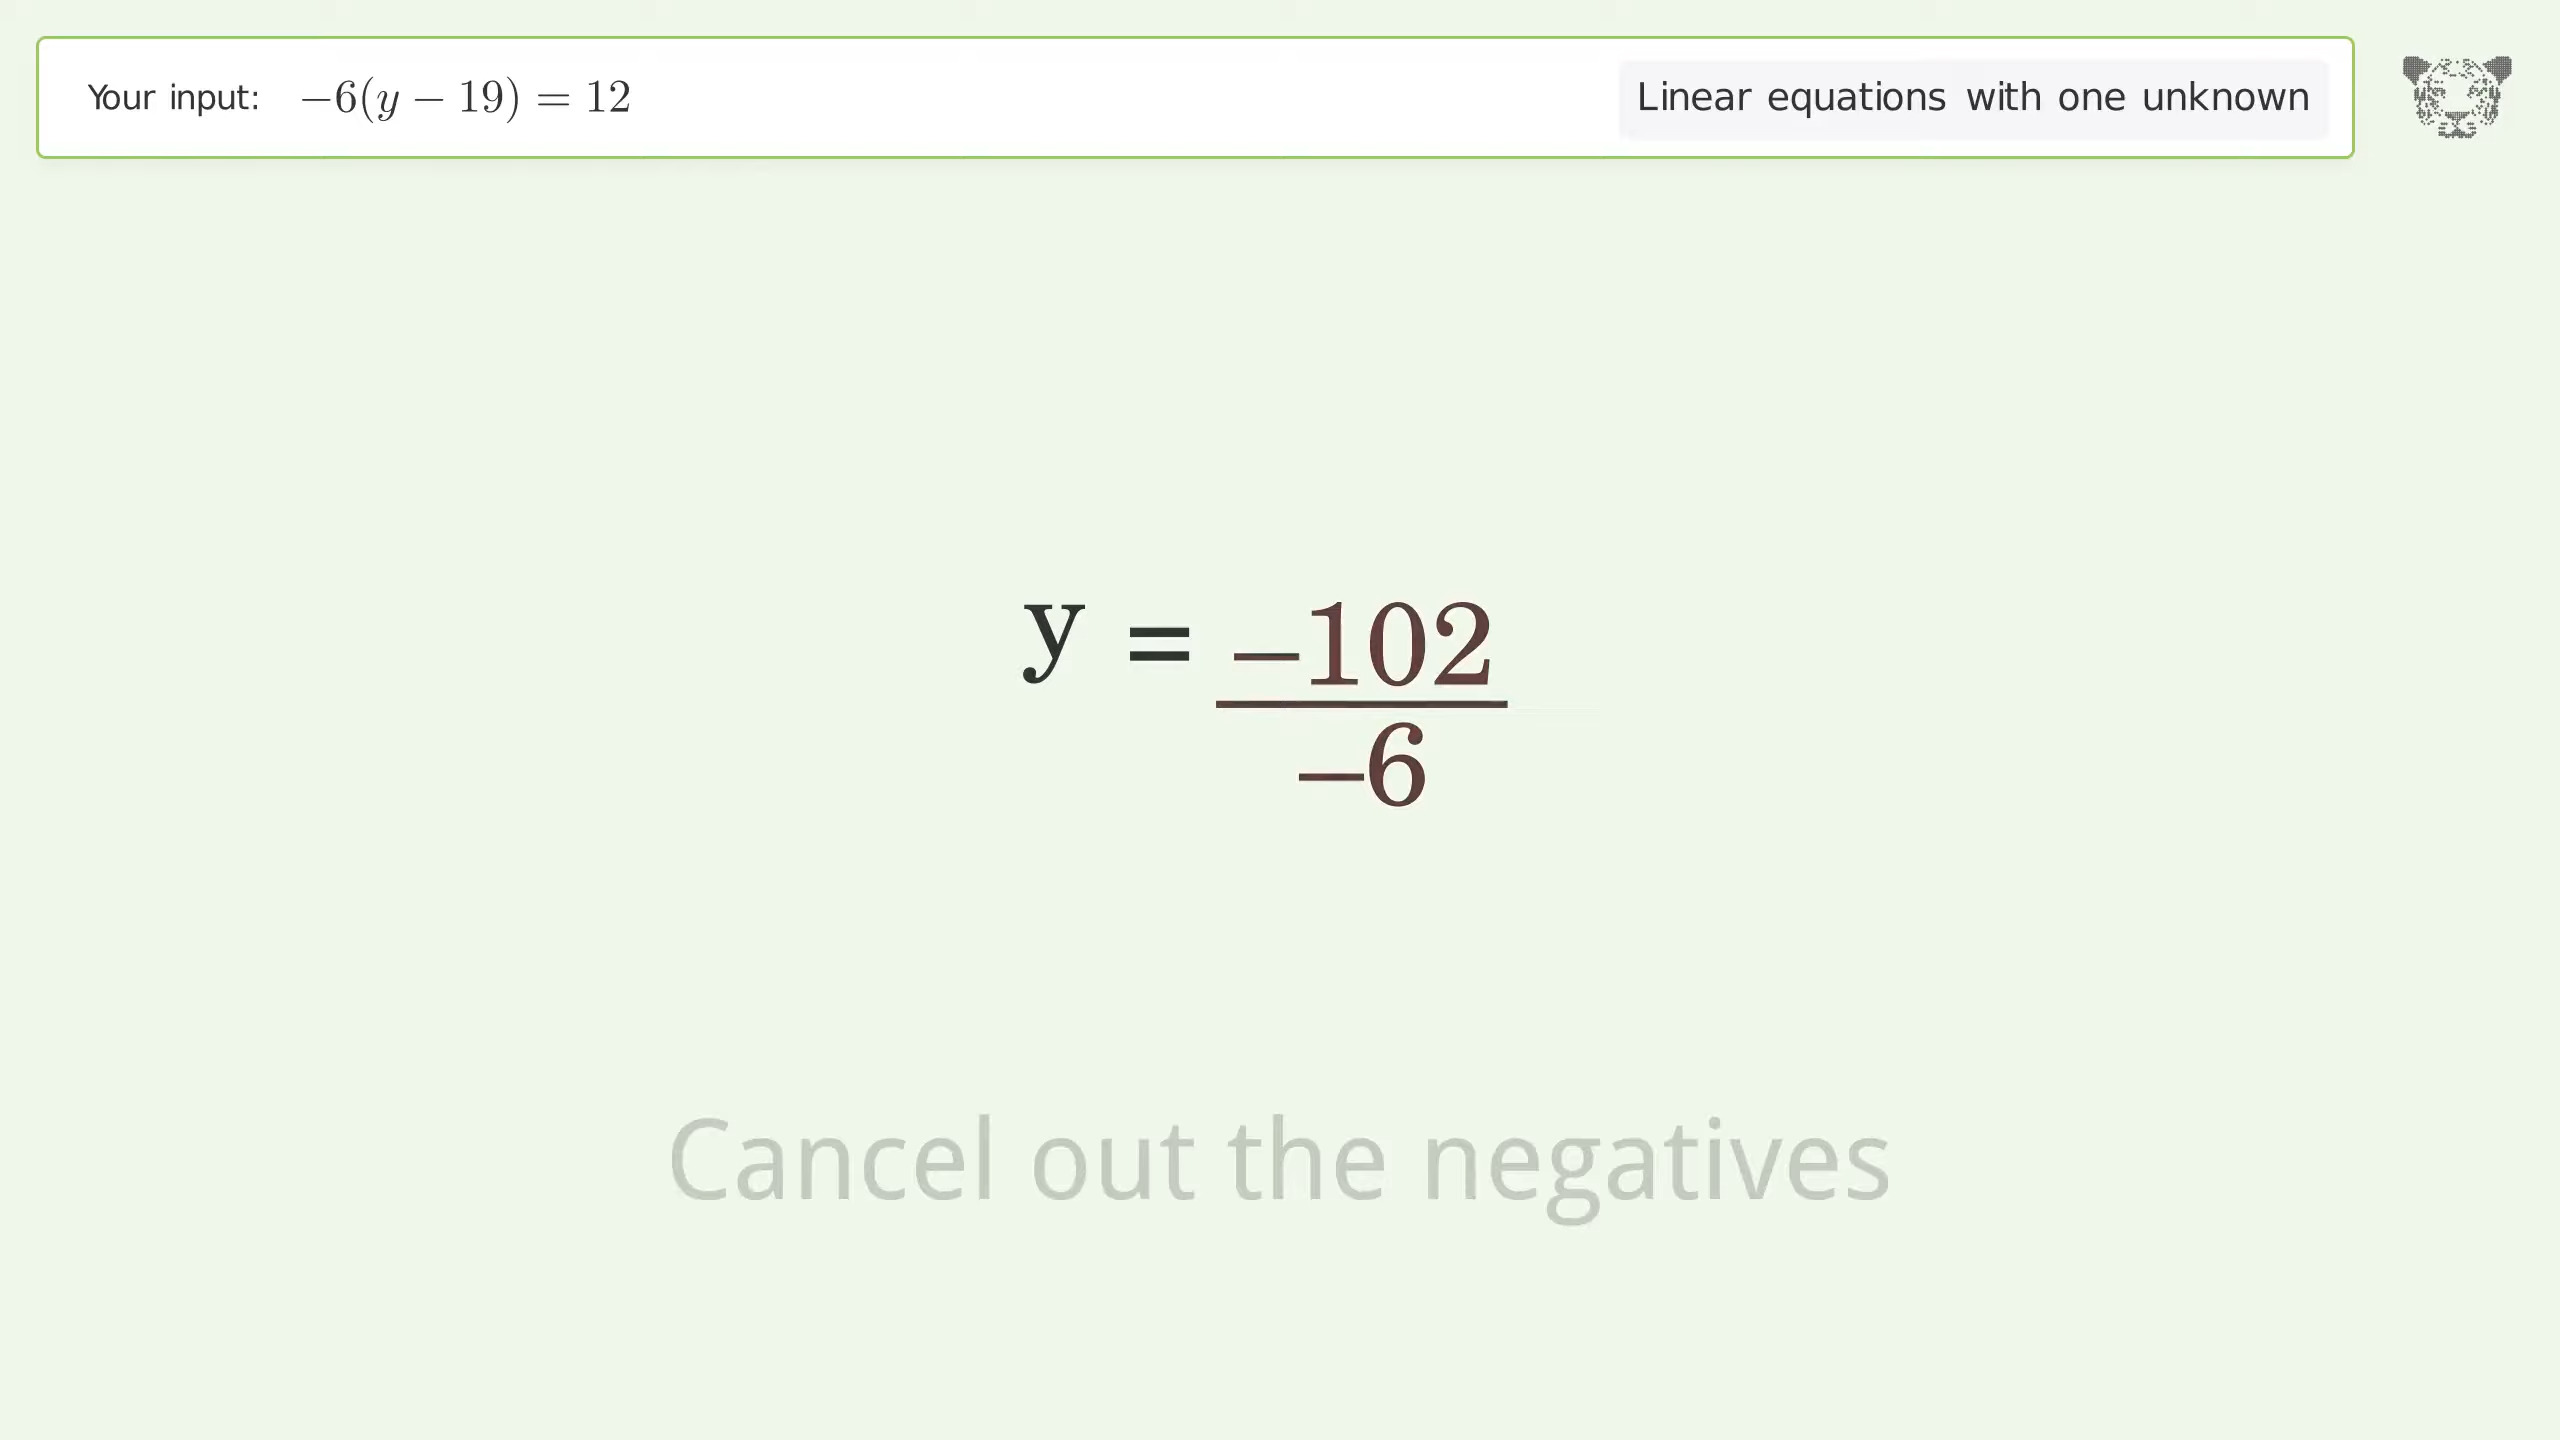 Your input: −6(y − 19) = 12
Linear equations with one unknown
y = −102
−6
Cancel out the negatives